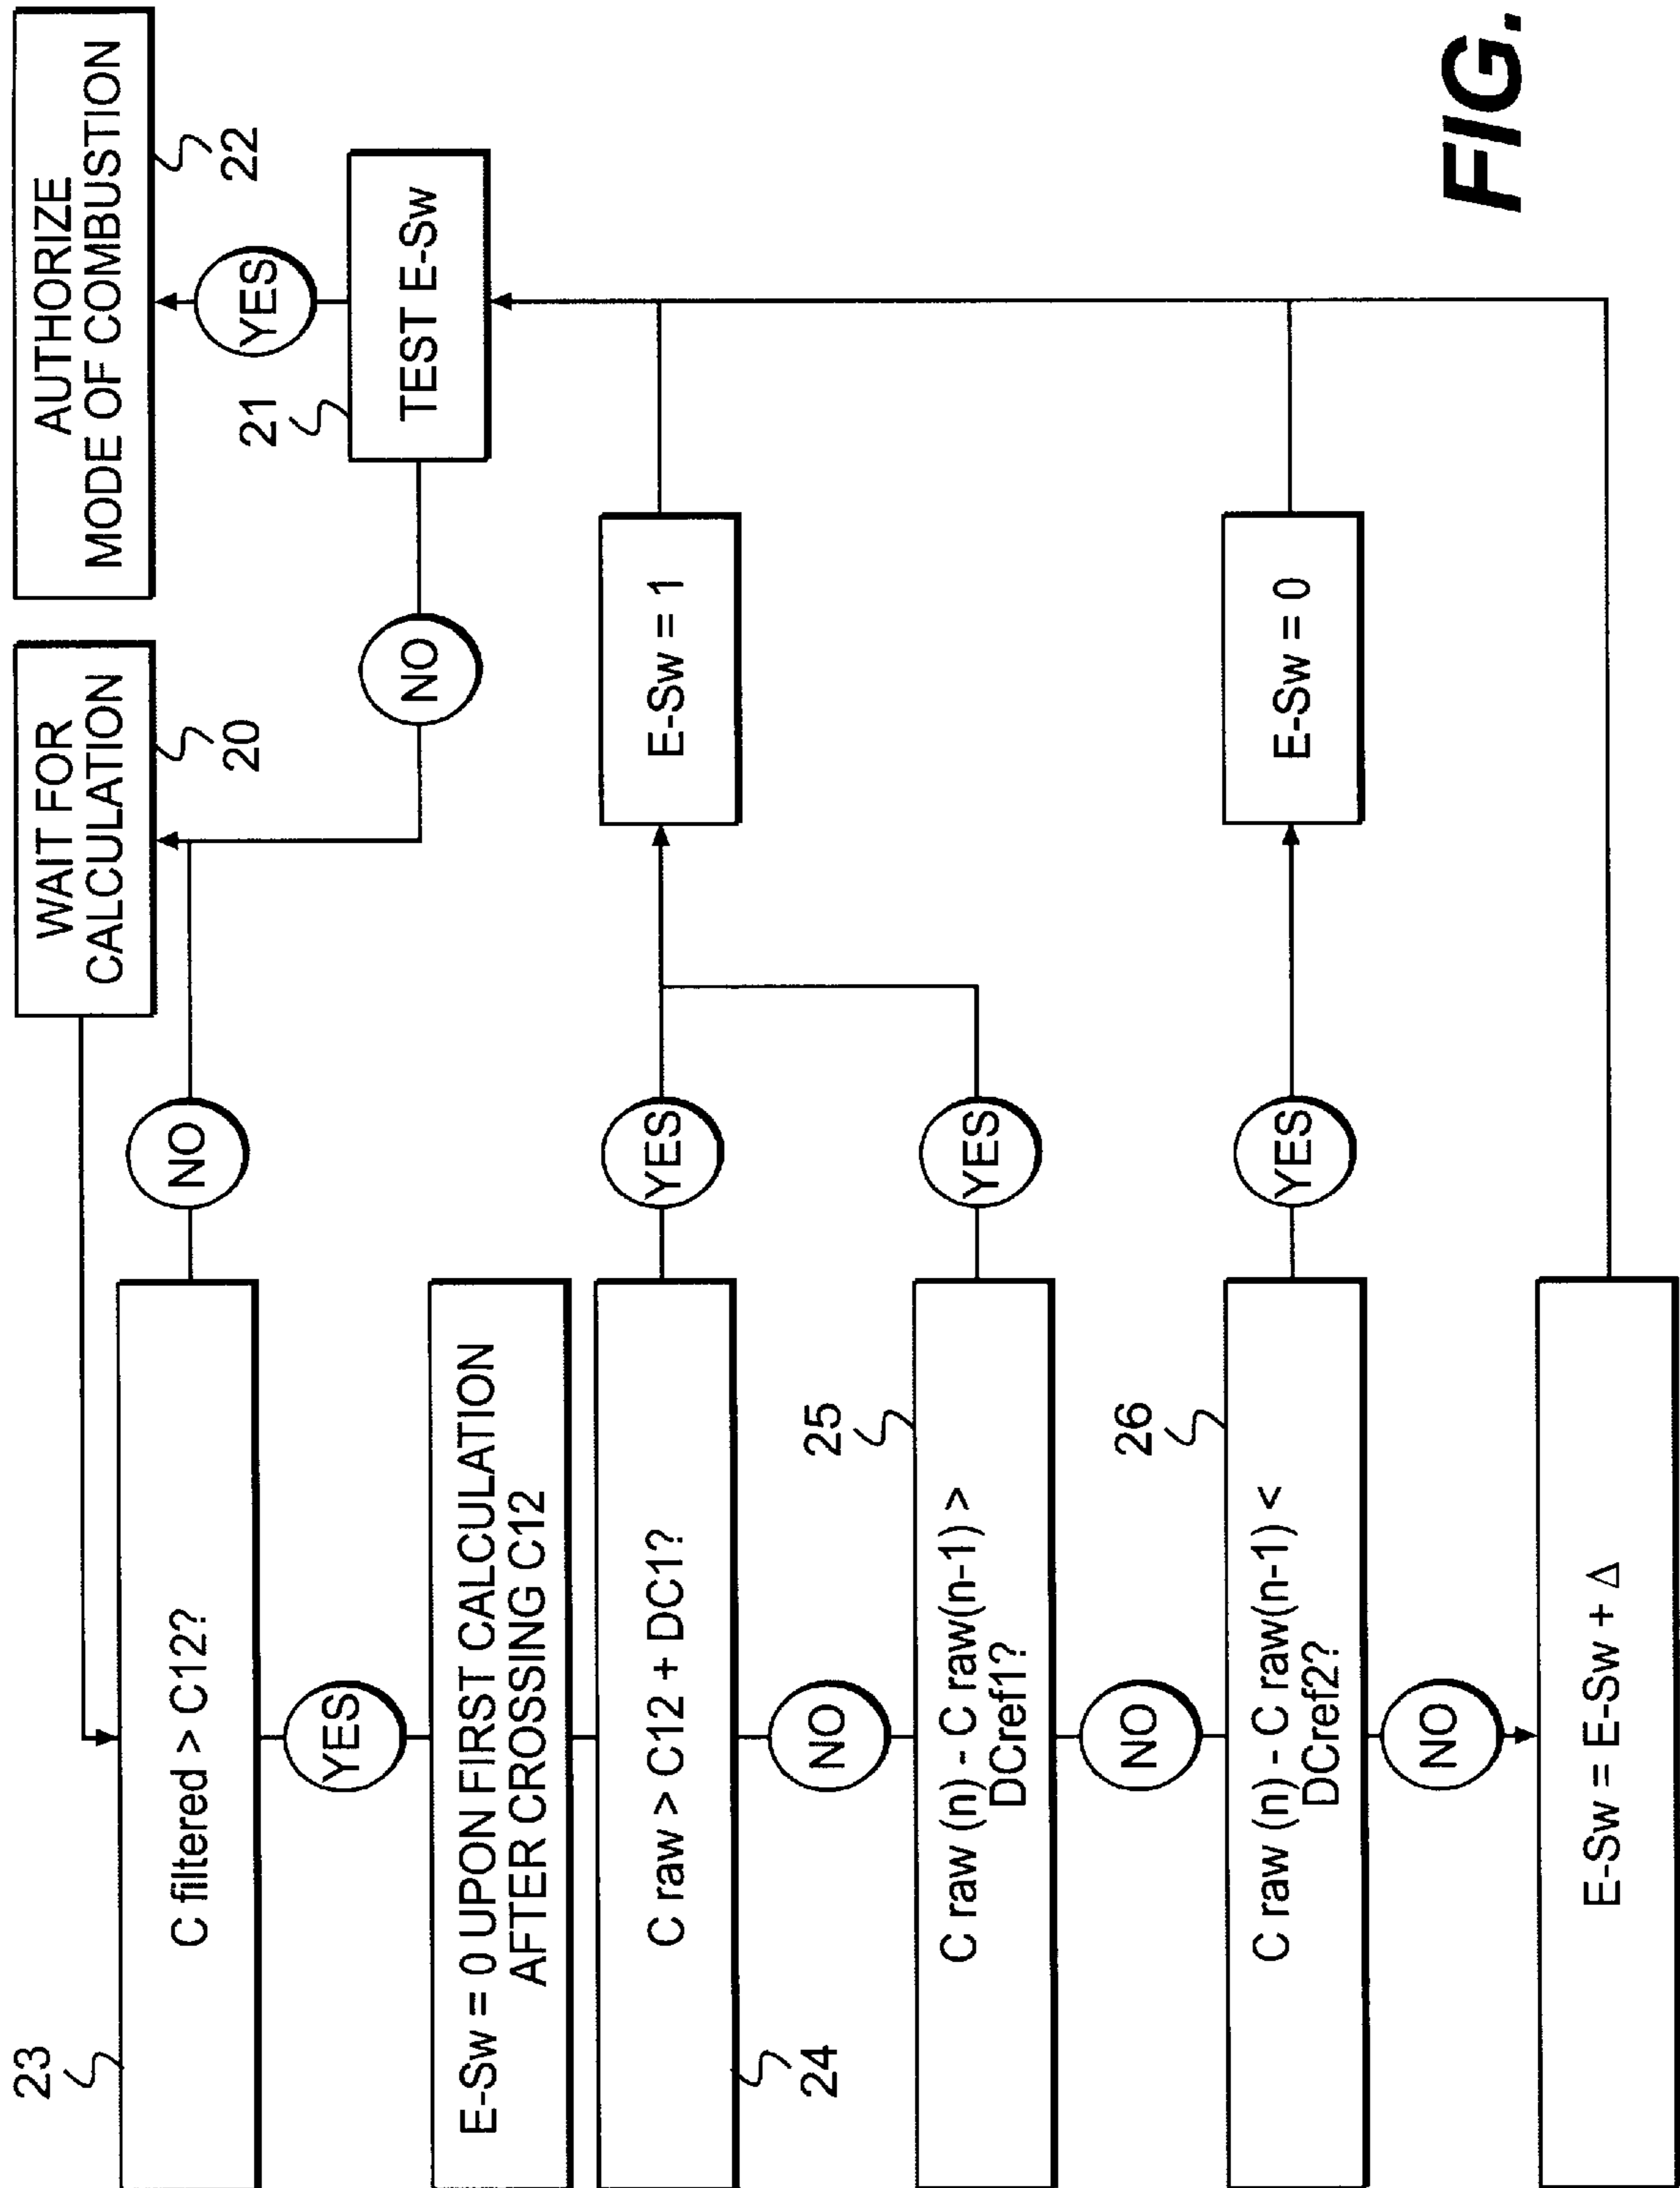 WAIT FOR
CALCULATION
20
AUTHORIZE
MODE OF COMBUSTION
22
23
C filtered > C12?
NO
YES
21
TEST E-Sw
NO
YES
E-Sw = 0 UPON FIRST CALCULATION
AFTER CROSSING C12
C raw > C12 + DC1?
24
YES
E-Sw = 1
NO
25
C raw (n) - C raw(n-1) >
DCref1?
YES
NO
26
C raw (n) - C raw(n-1) <
DCref2?
YES
E-Sw = 0
NO
E-Sw = E-Sw + Δ
FIG.